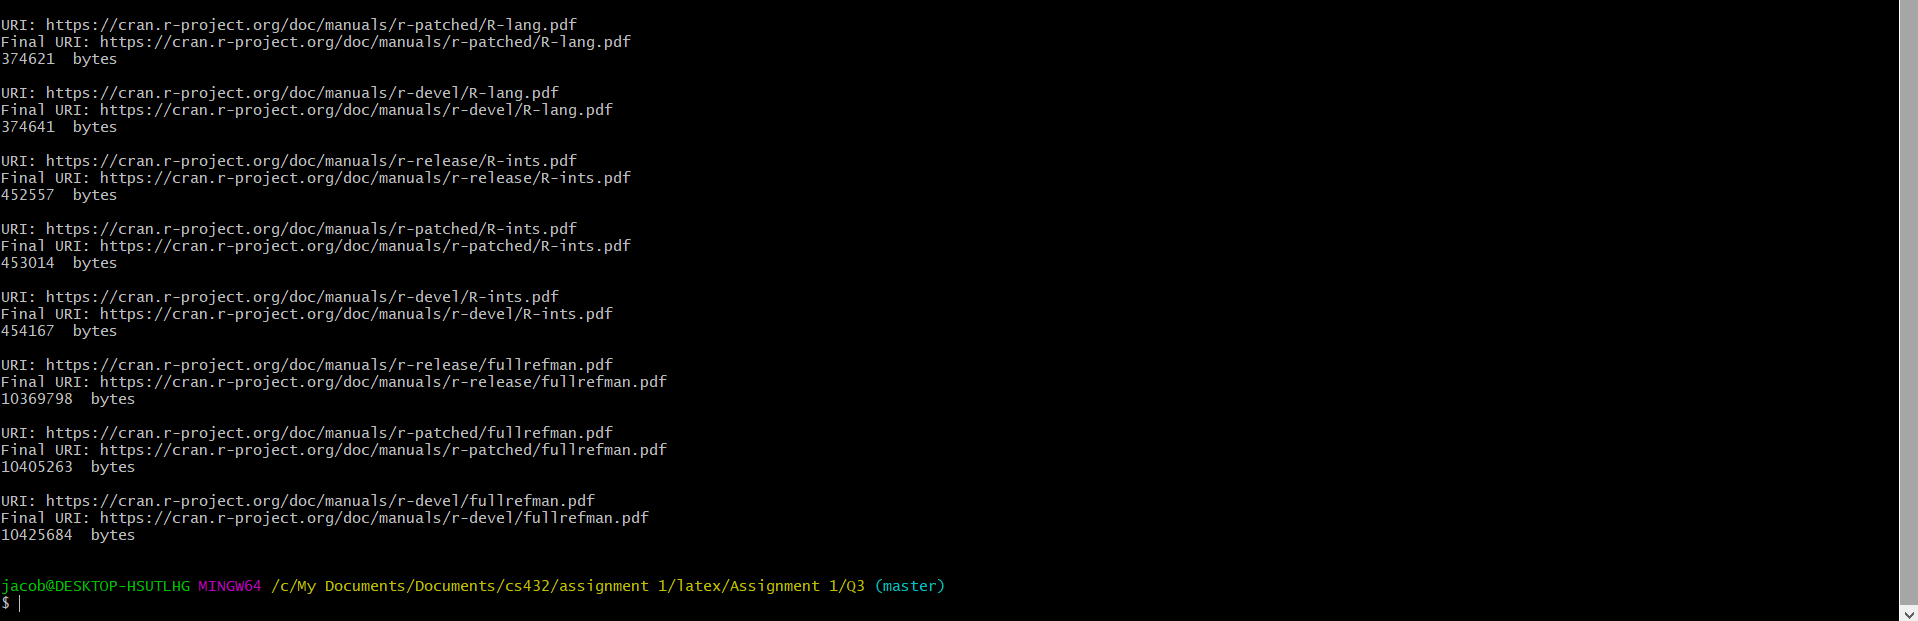 URI: https://cran.r-project.org/doc/manuals/r-patched/R-lang.pdf
Final URI: https://cran.r-project.org/doc/manuals/r-patched/R-lang.pdf
374621  bytes
URI: https://cran.r-project.org/doc/manuals/r-devel/R-lang.pdf
Final URI: https://cran.r-project.org/doc/manuals/r-devel/R-lang.pdf
374641  bytes
URI: https://cran.r-project.org/doc/manuals/r-release/R-ints.pdf
Final URI: https://cran.r-project.org/doc/manuals/r-release/R-ints.pdf
452557  bytes
URI: https://cran.r-project.org/doc/manuals/r-patched/R-ints.pdf
Final URI: https://cran.r-project.org/doc/manuals/r-patched/R-ints.pdf
453014  bytes
URI: https://cran.r-project.org/doc/manuals/r-devel/R-ints.pdf
Final URI: https://cran.r-project.org/doc/manuals/r-devel/R-ints.pdf
454167  bytes
URI: https://cran.r-project.org/doc/manuals/r-release/fullrefman.pdf
Final URI: https://cran.r-project.org/doc/manuals/r-release/fullrefman.pdf
10369798  bytes
URI: https://cran.r-project.org/doc/manuals/r-patched/fullrefman.pdf
Final URI: https://cran.r-project.org/doc/manuals/r-patched/fullrefman.pdf
10405263  bytes
URI: https://cran.r-project.org/doc/manuals/r-devel/fullrefman.pdf
Final URI: https://cran.r-project.org/doc/manuals/r-devel/fullrefman.pdf
10425684  bytes
jacob@DESKTOP-HSUTLHG MINGW64 /c/My Documents/Documents/cs432/assignment 1/latex/Assignment 1/Q3 (master)
$